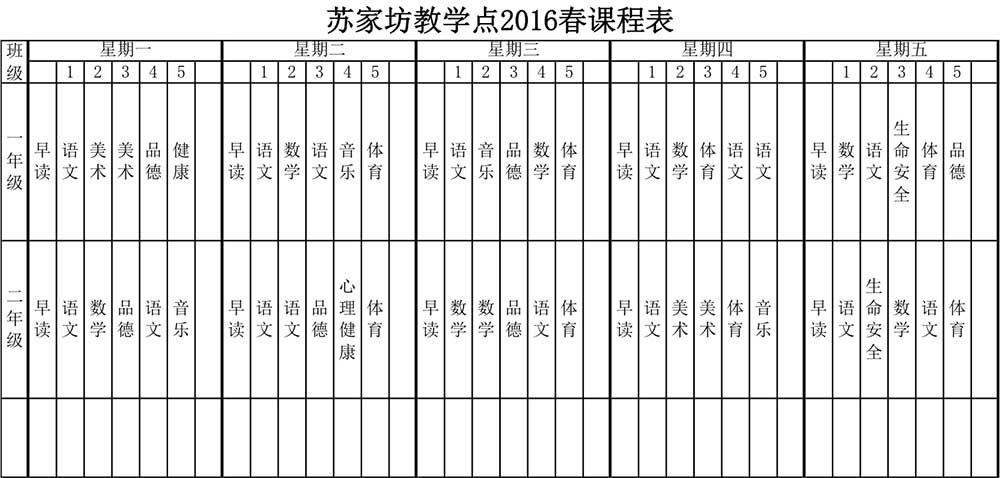 苏家坊教学点2016春课程表
班级 星期一 星期二 星期三 星期四 星期五
1 2 3 4 5 1 2 3 4 5 1 2 3 4 5 1 2 3 4 5 1 2 3 4 5
一年级 早读 语文 美术 美术 品德 健康 早读 语文 数学 语文 音乐 体育 早读 语文 音乐 品德 数学 体育 早读 语文 数学 体育 语文 语文 早读 数学 语文 生命安全 体育 品德
二年级 早读 语文 数学 品德 语文 音乐 早读 语文 语文 品德 心理健康 体育 早读 数学 数学 品德 语文 体育 早读 语文 美术 美术 体育 音乐 早读 语文 生命安全 数学 语文 体育